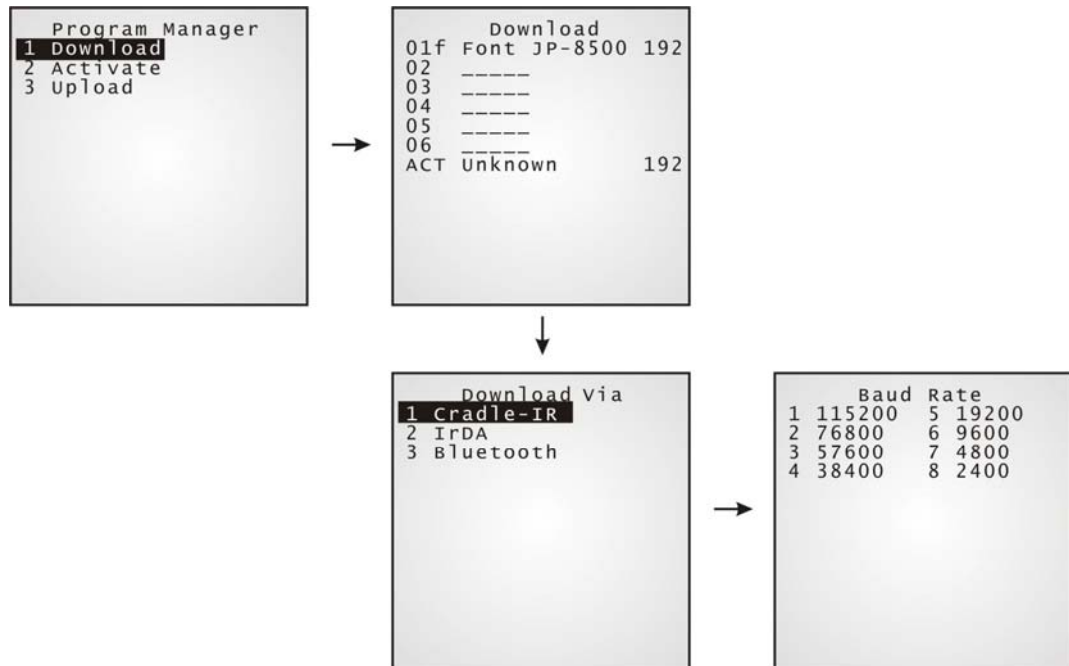 Program Manager
1 Download
2 Activate
3 Upload
Download
01f Font JP-8500 192
02 _____
03 _____
04 _____
05 _____
06 _____
ACT Unknown 192
Download Via
1 Cradle-IR
2 IrDA
3 Bluetooth
Baud Rate
1 115200 5 19200
2 76800 6 9600
3 57600 7 4800
4 38400 8 2400